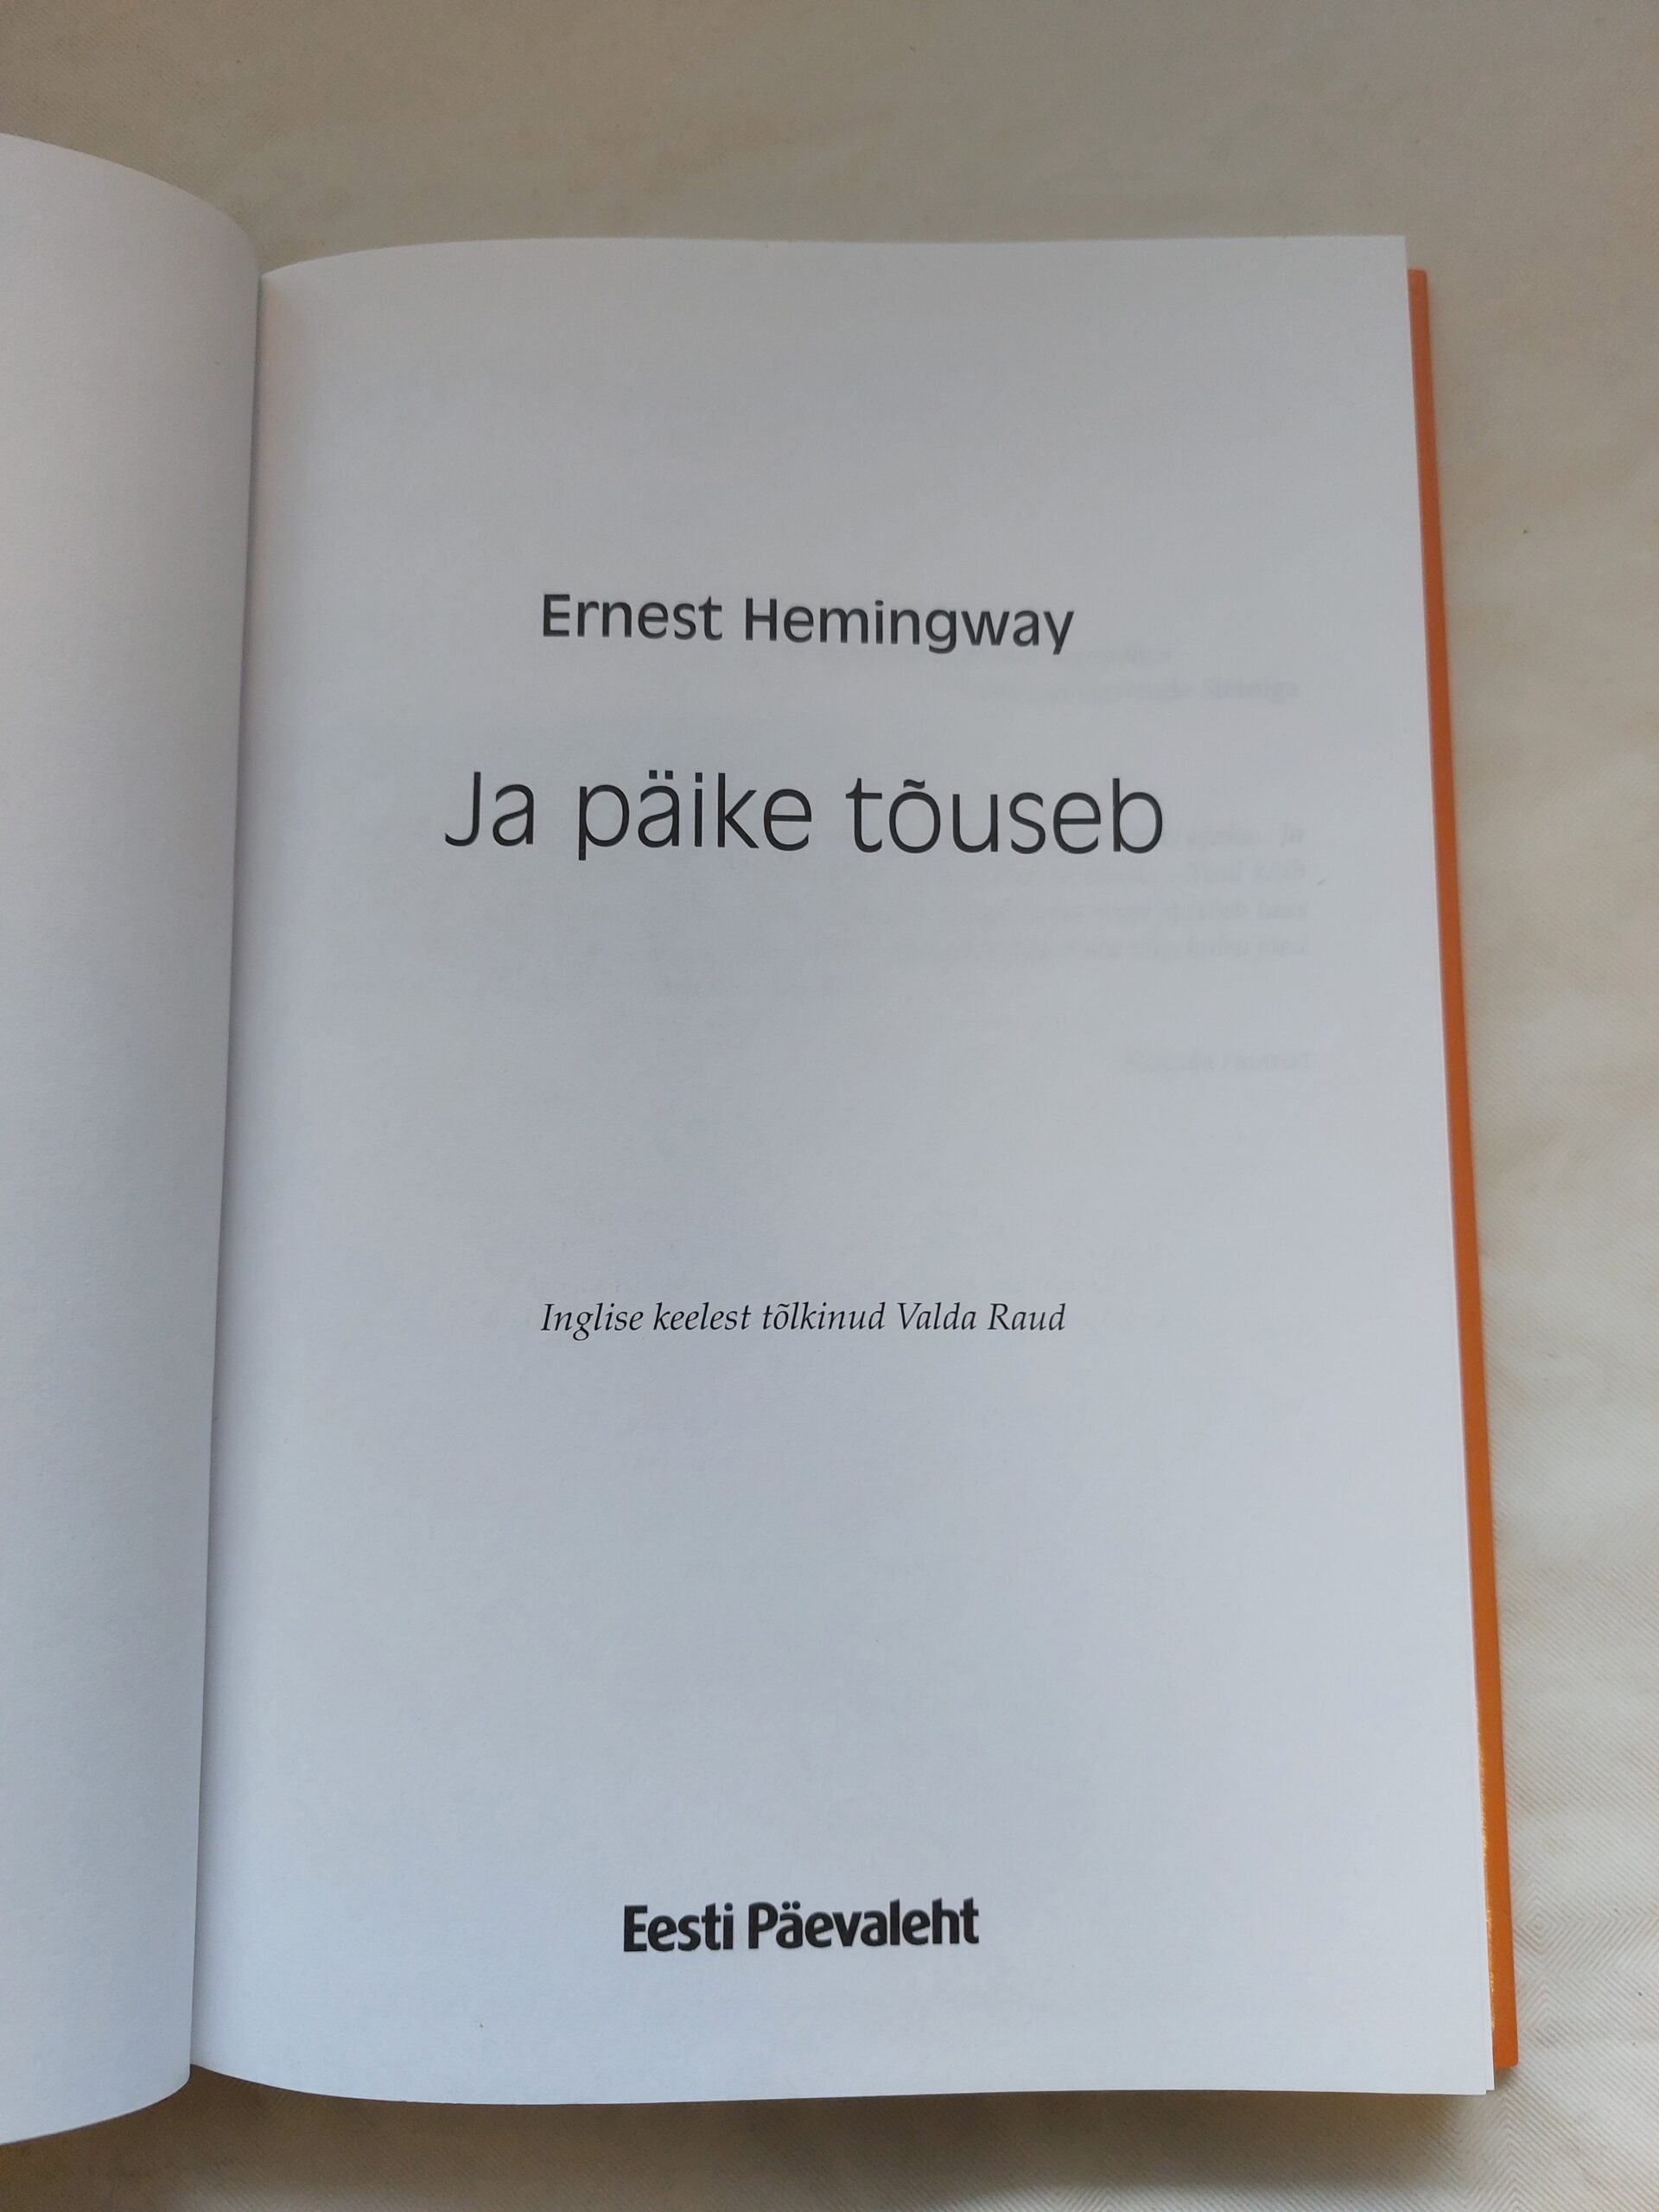 Ernest Hemingway
Ja päike tõuseb
Inglise keelest tõlkinud Valda Raud
Eesti Päevaleht